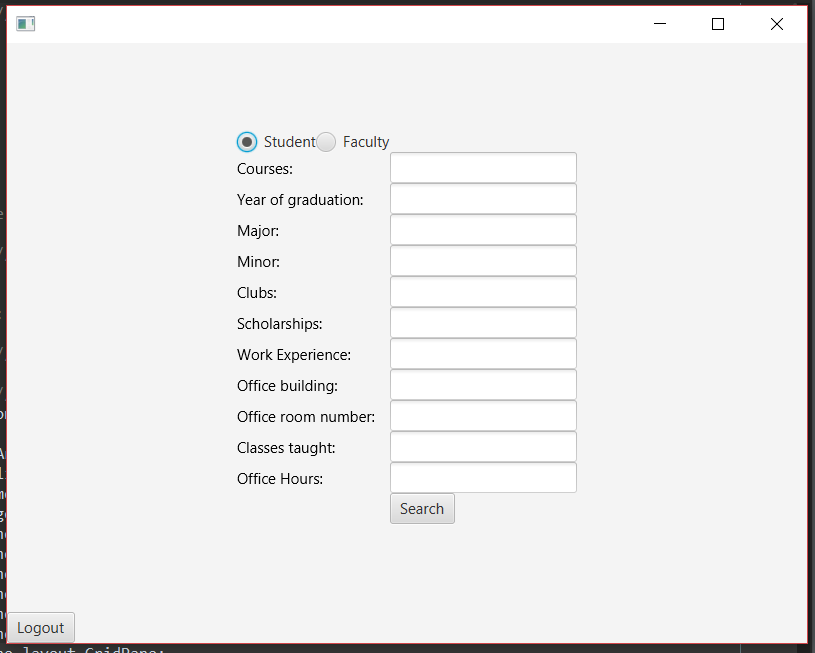 Student Faculty
Courses:
Year of graduation:
Major:
Minor:
Clubs:
Scholarships:
Work Experience:
Office building:
Office room number:
Classes taught:
Office Hours:
Search
Logout